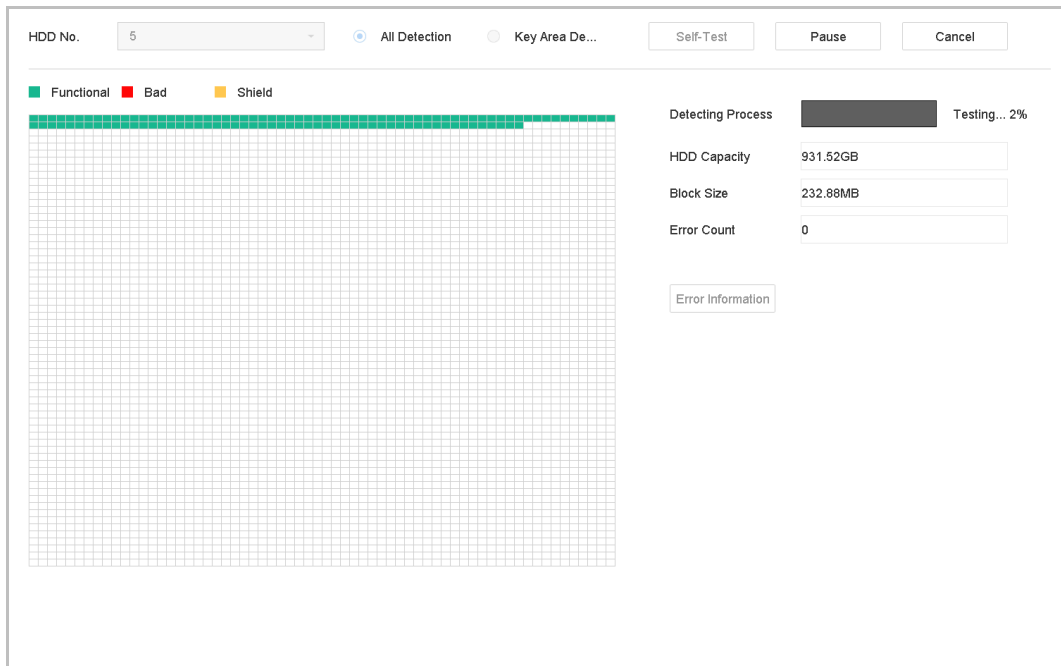 HDD No. 5 All Detection Key Area De... Self-Test Pause Cancel
Functional Bad Shield
Detecting Process Testing... 2%
HDD Capacity 931.52GB
Block Size 232.88MB
Error Count 0
Error Information